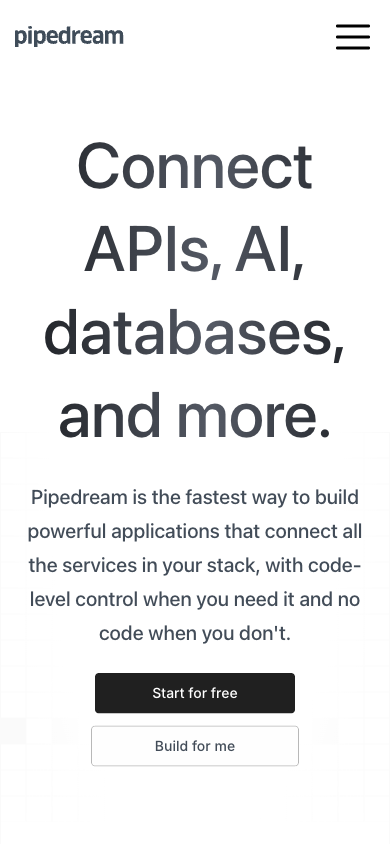 pipedream
Connect
APIs, AI,
databases,
and more.
Pipedream is the fastest way to build
powerful applications that connect all
the services in your stack, with code-
level control when you need it and no
code when you don't.
Start for free
Build for me